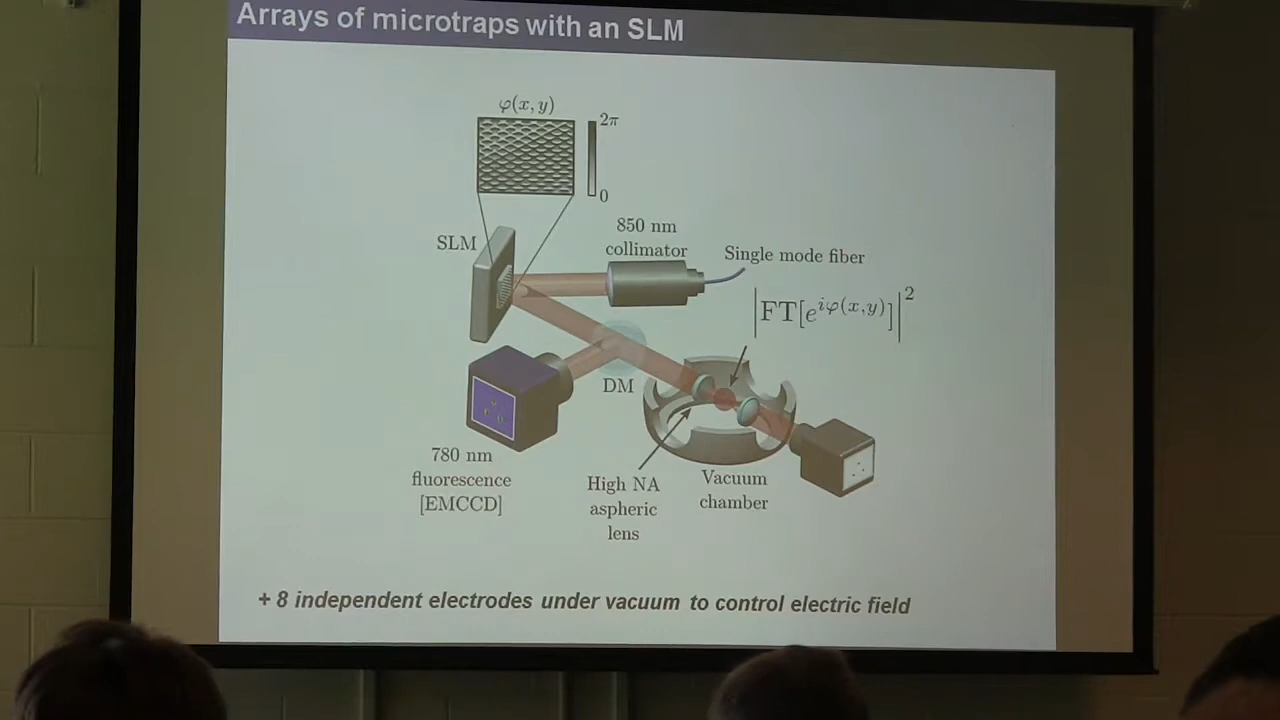 Arrays of microtraps with an SLM
φ(x, y)
2π
0
SLM
850 nm
collimator
Single mode fiber
|FT[e^{iφ(x,y)}]|^2
DM
780 nm
fluorescence
[EMCCD]
High NA
aspheric
lens
Vacuum
chamber
+ 8 independent electrodes under vacuum to control electric field